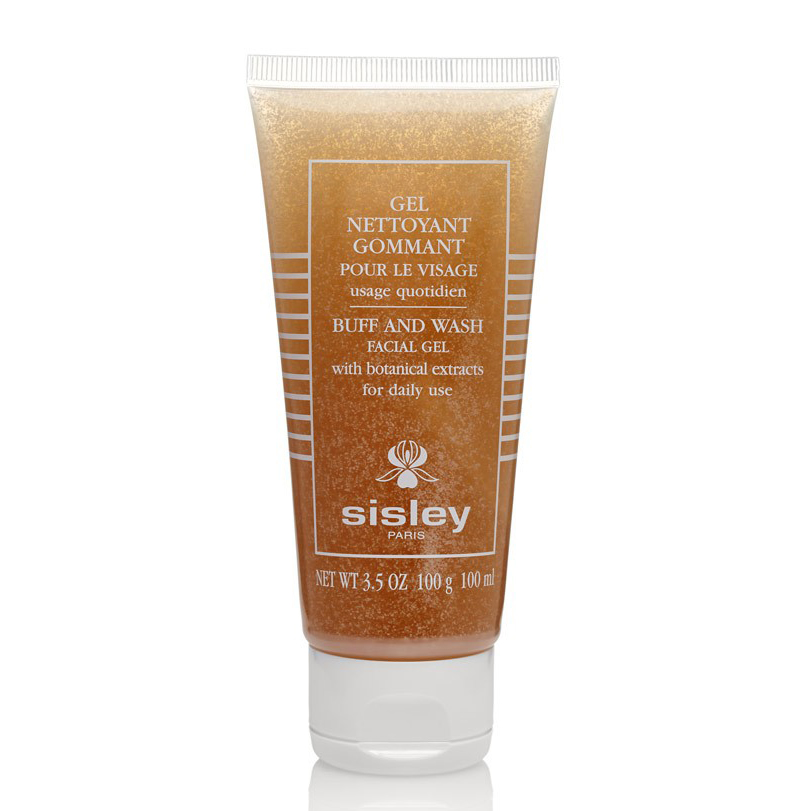 GEL
NETTOYANT
GOMMANT
POUR LE VISAGE
usage quotidien
BUFF AND WASH
FACIAL GEL
with botanical extracts
for daily use
sisley
PARIS
NET WT 3.5 OZ 100 g 100 ml